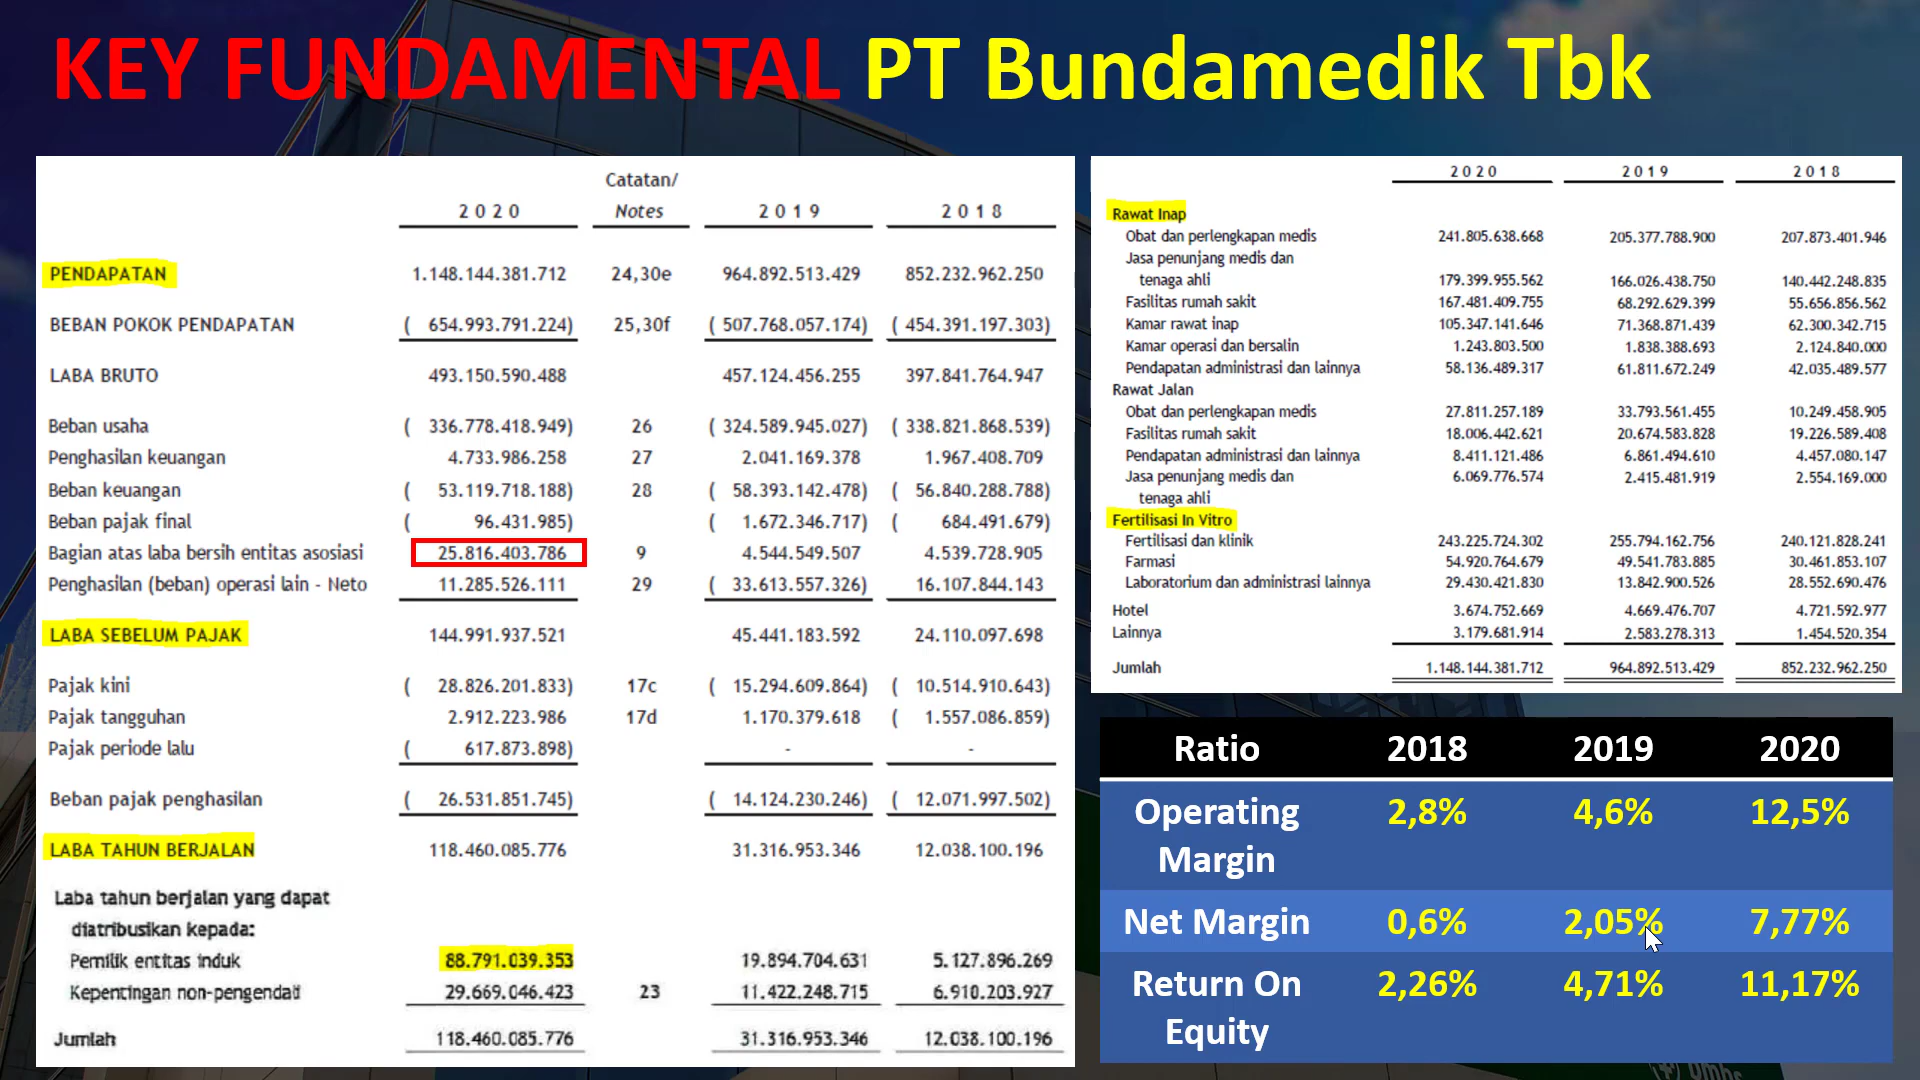 KEY FUNDAMENTAL PT Bundamedik Tbk
Catatan/
2020 Notes 2019 2018
PENDAPATAN 1.148.144.381.712 24,30e 964.892.513.429 852.232.962.250
BEBAN POKOK PENDAPATAN ( 654.993.791.224) 25,30f ( 507.768.057.174) ( 454.391.197.303)
LABA BRUTO 493.150.590.488 457.124.456.255 397.841.764.947
Beban usaha ( 336.778.418.949) 26 ( 324.589.945.027) ( 338.821.868.539)
Penghasilan keuangan 4.733.986.258 27 2.041.169.378 1.967.408.709
Beban keuangan ( 53.119.718.188) 28 ( 58.393.142.478) ( 56.840.288.788)
Beban pajak final ( 96.431.985) ( 1.672.346.717) ( 684.491.679)
Bagian atas laba bersih entitas asosiasi 25.816.403.786 9 4.544.549.507 4.539.728.905
Penghasilan (beban) operasi lain - Neto 11.285.526.111 29 ( 33.613.557.326) 16.107.844.143
LABA SEBELUM PAJAK 144.991.937.521 45.441.183.592 24.110.097.698
Pajak kini ( 28.826.201.833) 17c ( 15.294.609.864) ( 10.514.910.643)
Pajak tangguhan 2.912.223.986 17d 1.170.379.618 ( 1.557.086.859)
Pajak periode lalu ( 617.873.898) - -
Beban pajak penghasilan ( 26.531.851.745) ( 14.124.230.246) ( 12.071.997.502)
LABA TAHUN BERJALAN 118.460.085.776 31.316.953.346 12.038.100.196
Laba tahun berjalan yang dapat
diatribusikan kepada:
Pemilik entitas induk 88.791.039.353 19.894.704.631 5.127.896.269
Kepentingan non-pengendali 29.669.046.423 23 11.422.248.715 6.910.203.927
Jumlah 118.460.085.776 31.316.953.346 12.038.100.196
2020 2019 2018
Rawat Inap
Obat dan perlengkapan medis 241.805.638.668 205.377.788.900 207.873.401.946
Jasa penunjang medis dan
tenaga ahli 179.399.955.562 166.026.438.750 140.442.248.835
Fasilitas rumah sakit 167.481.409.755 68.292.629.399 55.656.856.562
Kamar rawat inap 105.347.141.646 71.368.871.439 62.300.342.715
Kamar operasi dan bersalin 1.243.803.500 1.838.388.693 2.124.840.000
Pendapatan administrasi dan lainnya 58.136.489.317 61.811.672.249 42.035.489.577
Rawat Jalan
Obat dan perlengkapan medis 27.811.257.189 33.793.561.455 10.249.458.905
Fasilitas rumah sakit 18.006.442.621 20.674.583.828 19.226.589.408
Pendapatan administrasi dan lainnya 8.411.121.486 6.861.494.610 4.457.080.147
Jasa penunjang medis dan 6.069.776.574 2.415.481.919 2.554.169.000
tenaga ahli
Fertilisasi In Vitro
Fertilisasi dan klinik 243.225.724.302 255.794.162.756 240.121.828.241
Farmasi 54.920.764.679 49.541.783.885 30.461.853.107
Laboratorium dan administrasi lainnya 29.430.421.830 13.842.900.526 28.552.690.476
Hotel 3.674.752.669 4.669.476.707 4.721.592.977
Lainnya 3.179.681.914 2.583.278.313 1.454.520.354
Jumlah 1.148.144.381.712 964.892.513.429 852.232.962.250
Ratio 2018 2019 2020
Operating Margin 2,8% 4,6% 12,5%
Net Margin 0,6% 2,05% 7,77%
Return On Equity 2,26% 4,71% 11,17%